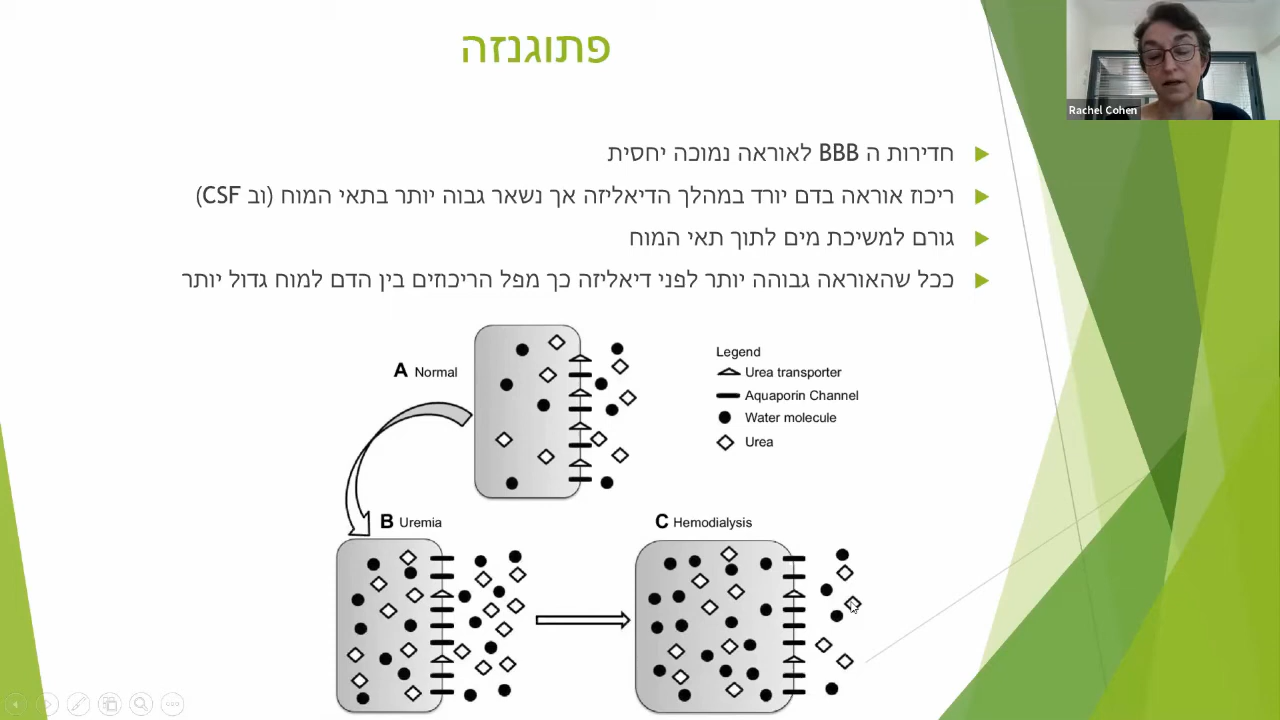 פתוגנזה
Rachel Cohen
חדירות ה BBB לאוראה נמוכה יחסית
ריכוז אוראה בדם יורד במהלך הדיאליזה אך נשאר גבוה יותר בתאי המוח (וב CSF)
גורם למשיכת מים לתוך תאי המוח
ככל שהאוראה גבוהה יותר לפני דיאליזה כך מפל הריכוזים בין הדם למוח גדול יותר
A Normal
Legend
Urea transporter
Aquaporin Channel
Water molecule
Urea
B Uremia
C Hemodialysis